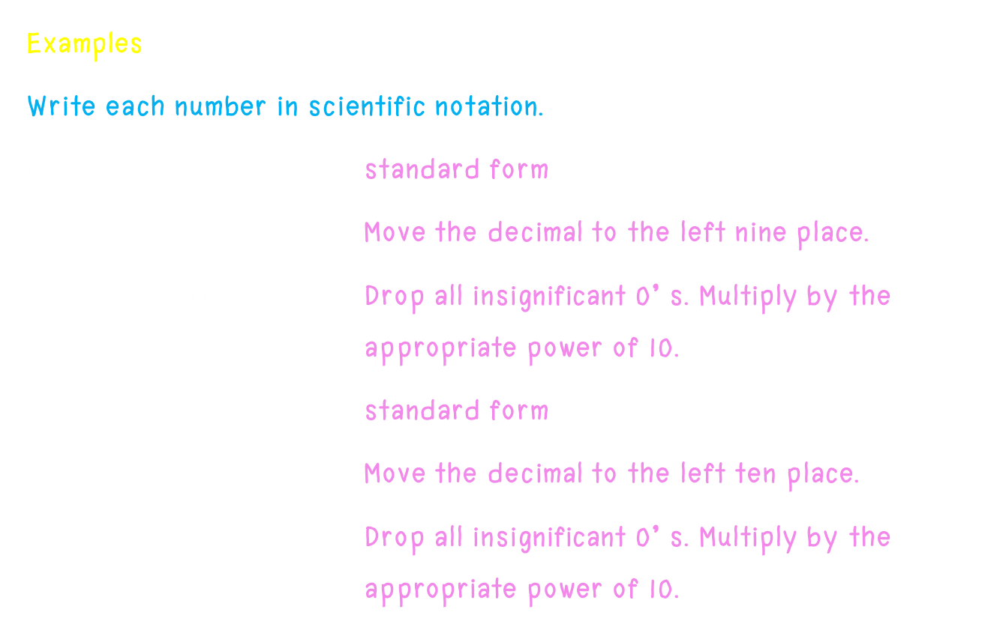 Examples
Write each number in scientific notation.
standard form
Move the decimal to the left nine place.
Drop all insignificant 0's. Multiply by the
appropriate power of 10.
standard form
Move the decimal to the left ten place.
Drop all insignificant 0's. Multiply by the
appropriate power of 10.